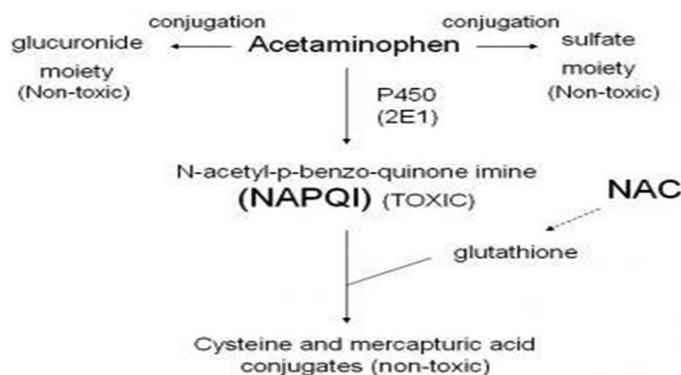 conjugation
conjugation
glucuronide
Acetaminophen
sulfate
moiety
(Non-toxic)
moiety
(Non-toxic)
P450
(2E1)
N-acetyl-p-benzo-quinone imine
(NAPQI) (TOXIC)
NAC
glutathione
Cysteine and mercapturic acid
conjugates (non-toxic)